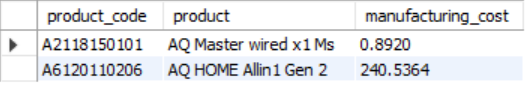 product_code product manufacturing_cost
A2118150101 AQ Master wired x1 Ms 0.8920
A6120110206 AQ HOME Allin1 Gen 2 240.5364